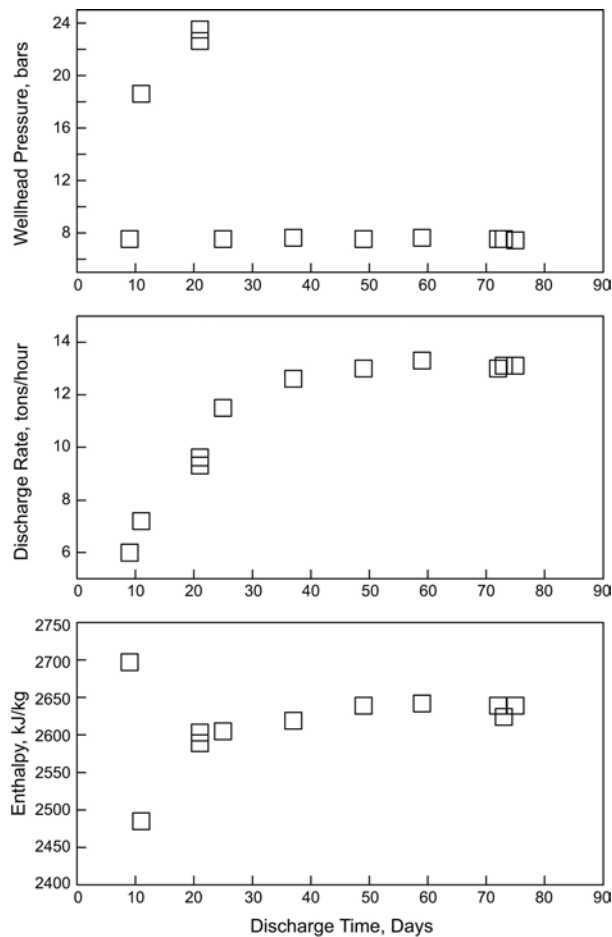 24
20
16
12
8
Wellhead Pressure, bars
0 10 20 30 40 50 60 70 80 90
14
12
10
8
6
Discharge Rate, tons/hour
0 10 20 30 40 50 60 70 80 90
2750
2700
2650
2600
2550
2500
2450
2400
Enthalpy, kJ/kg
0 10 20 30 40 50 60 70 80 90
Discharge Time, Days